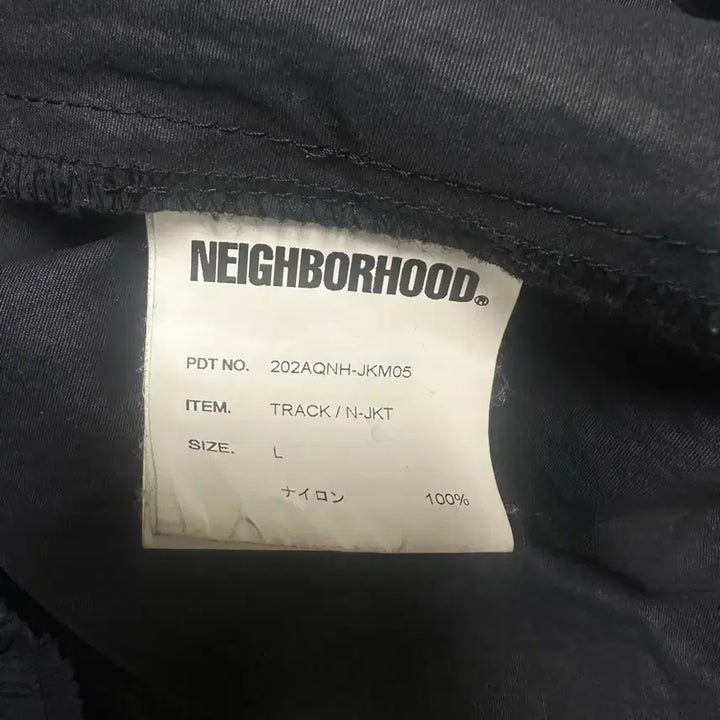 NEIGHBORHOOD®
PDT NO. 202AQNH-JKM05
ITEM. TRACK / N-JKT
SIZE. L
ナイロン 100%